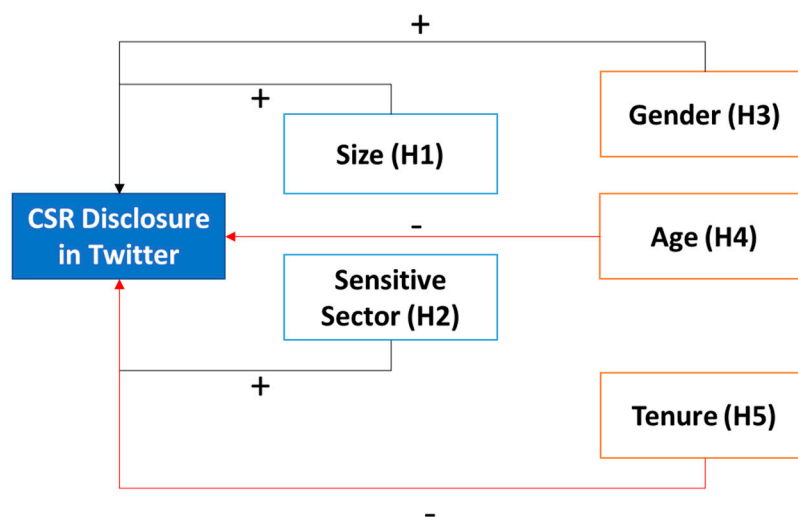 +
+
Gender (H3)
Size (H1)
CSR Disclosure
in Twitter
-
Age (H4)
Sensitive
Sector (H2)
+
Tenure (H5)
-